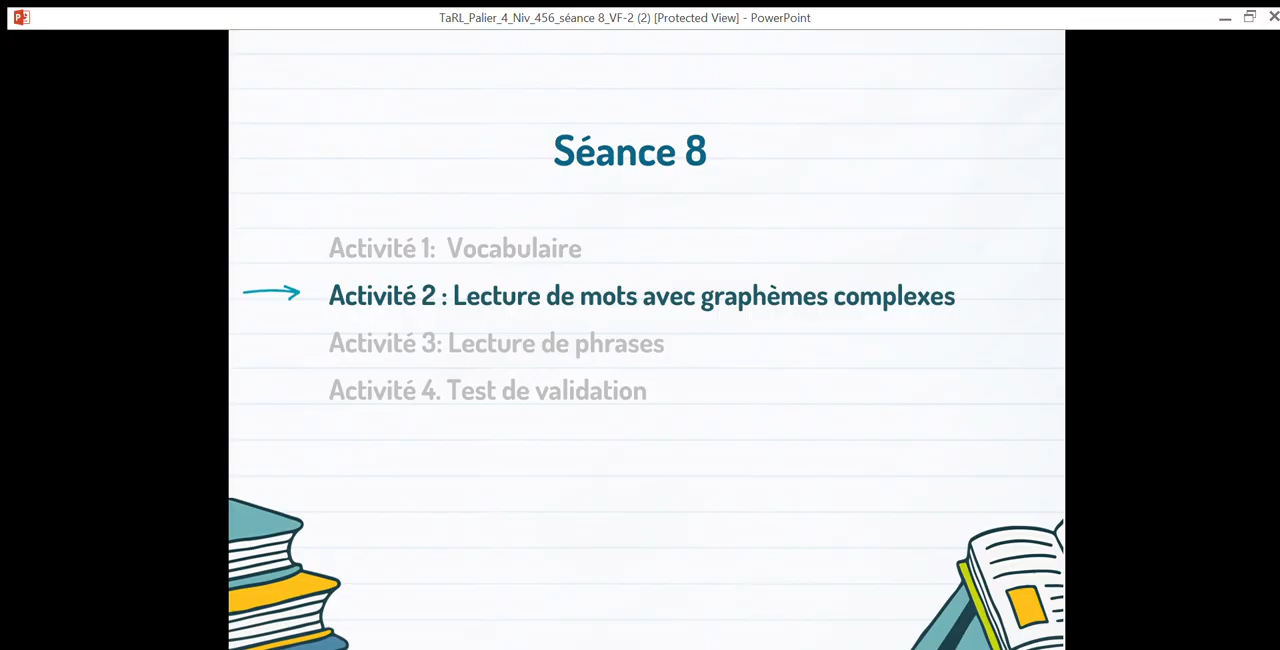 TaRL_Palier_4_Niv_456_séance 8_VF-2 (2) [Protected View] - PowerPoint
Séance 8
Activité 1:  Vocabulaire
Activité 2 : Lecture de mots avec graphèmes complexes
Activité 3: Lecture de phrases
Activité 4. Test de validation